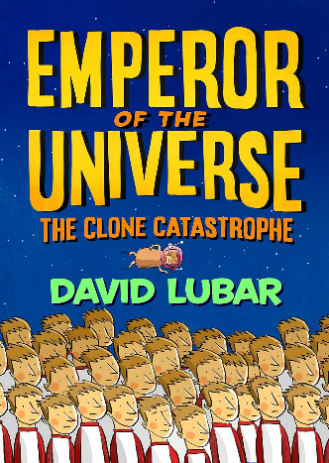 EMPEROR
OF THE
UNIVERSE
THE CLONE CATASTROPHE
DAVID LUBAR